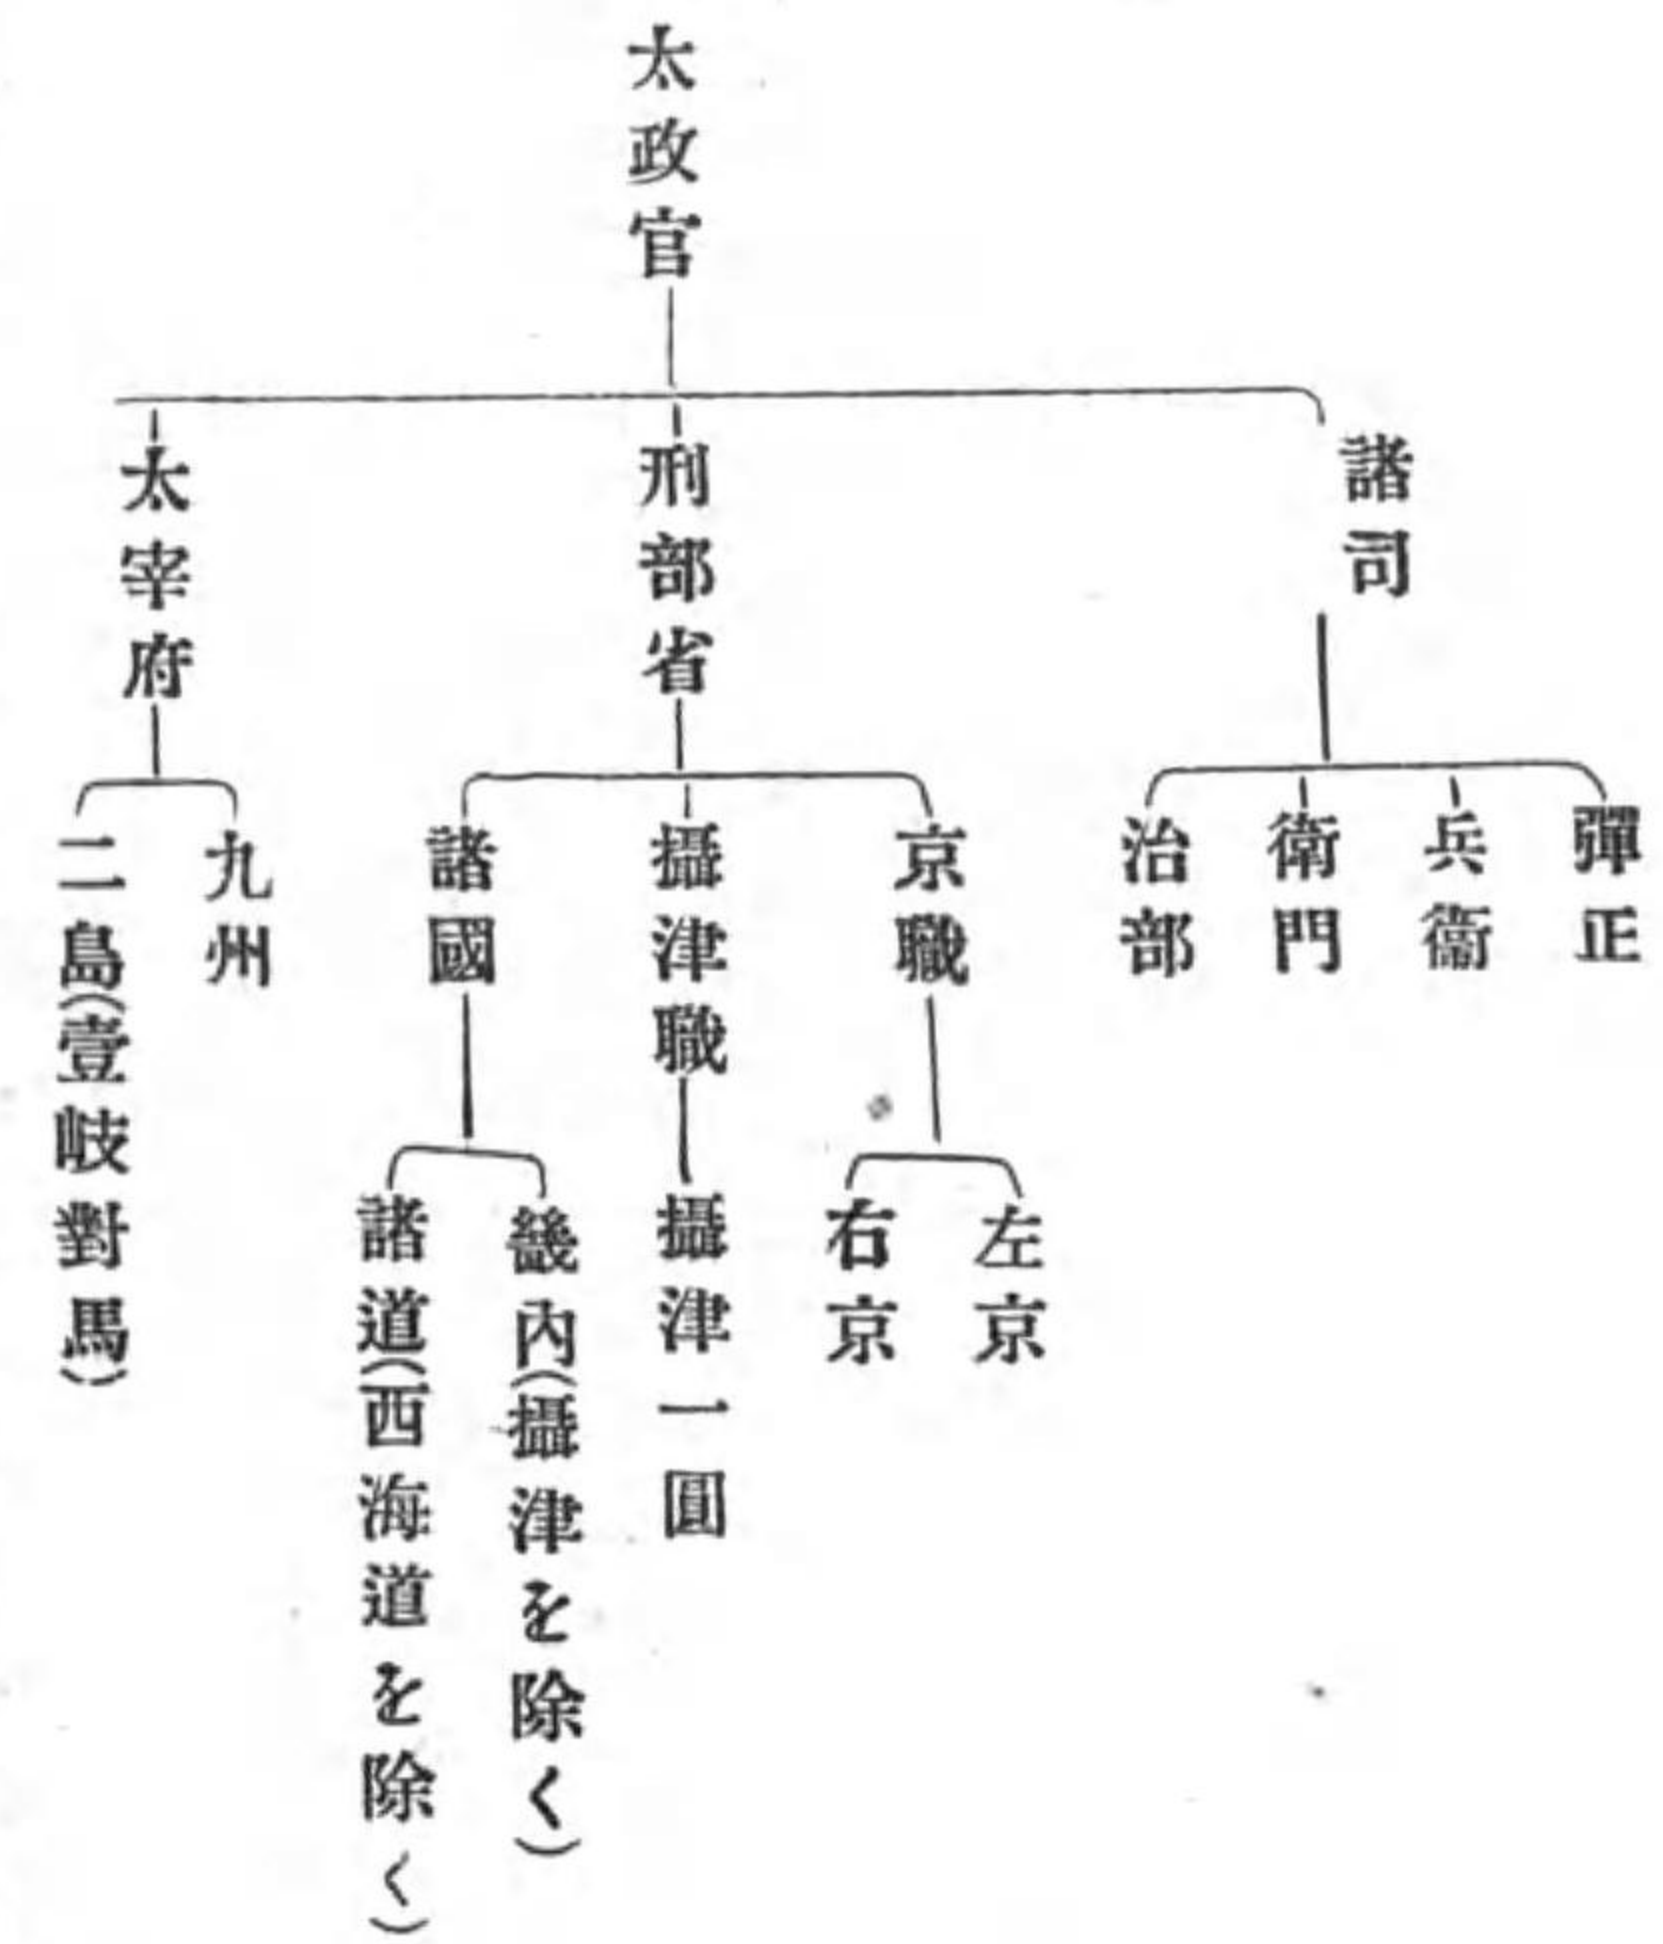 太政官
諸司
刑部省
太宰府
彈正
兵衞
衛門
治部
京職
攝津職
諸國
九州
二島(壹岐對馬)
左京
右京
攝津一圓
畿內(攝津を除く)
諸道(西海道を除く)